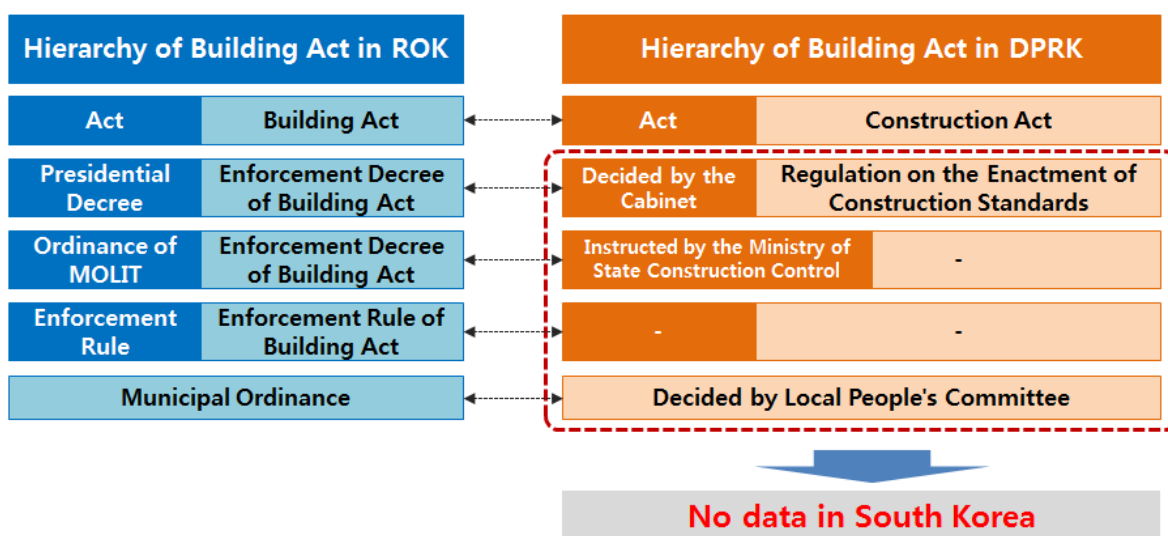 Hierarchy of Building Act in ROK
Hierarchy of Building Act in DPRK
Act
Building Act
Act
Construction Act
Presidential
Decree
Enforcement Decree
of Building Act
Decided by the
Cabinet
Regulation on the Enactment of
Construction Standards
Ordinance of
MOLIT
Enforcement Decree
of Building Act
Instructed by the Ministry of
State Construction Control
-
Enforcement
Rule
Enforcement Rule of
Building Act
-
-
Municipal Ordinance
Decided by Local People's Committee
No data in South Korea